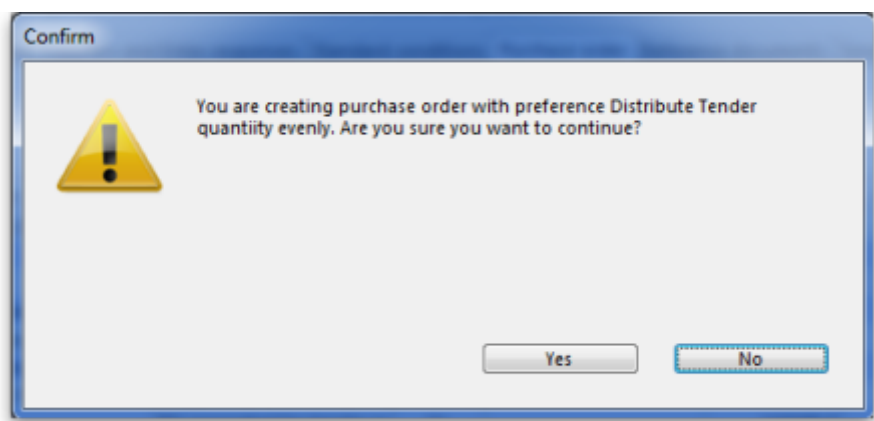 Confirm
You are creating purchase order with preference Distribute Tender
quantiity evenly. Are you sure you want to continue?
Yes
No